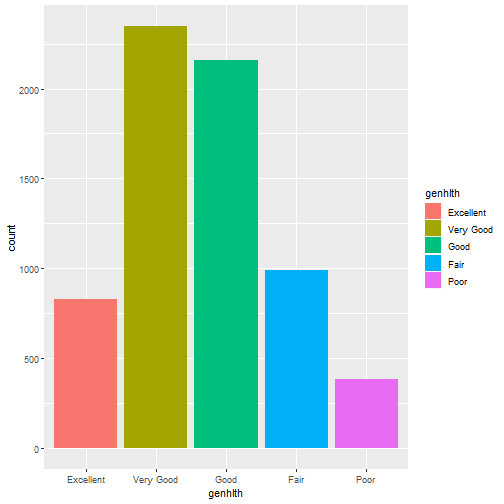 2000
1500
1000
500
0
count
Excellent
Very Good
Good
Fair
Poor
genhlth
genhlth
Excellent
Very Good
Good
Fair
Poor